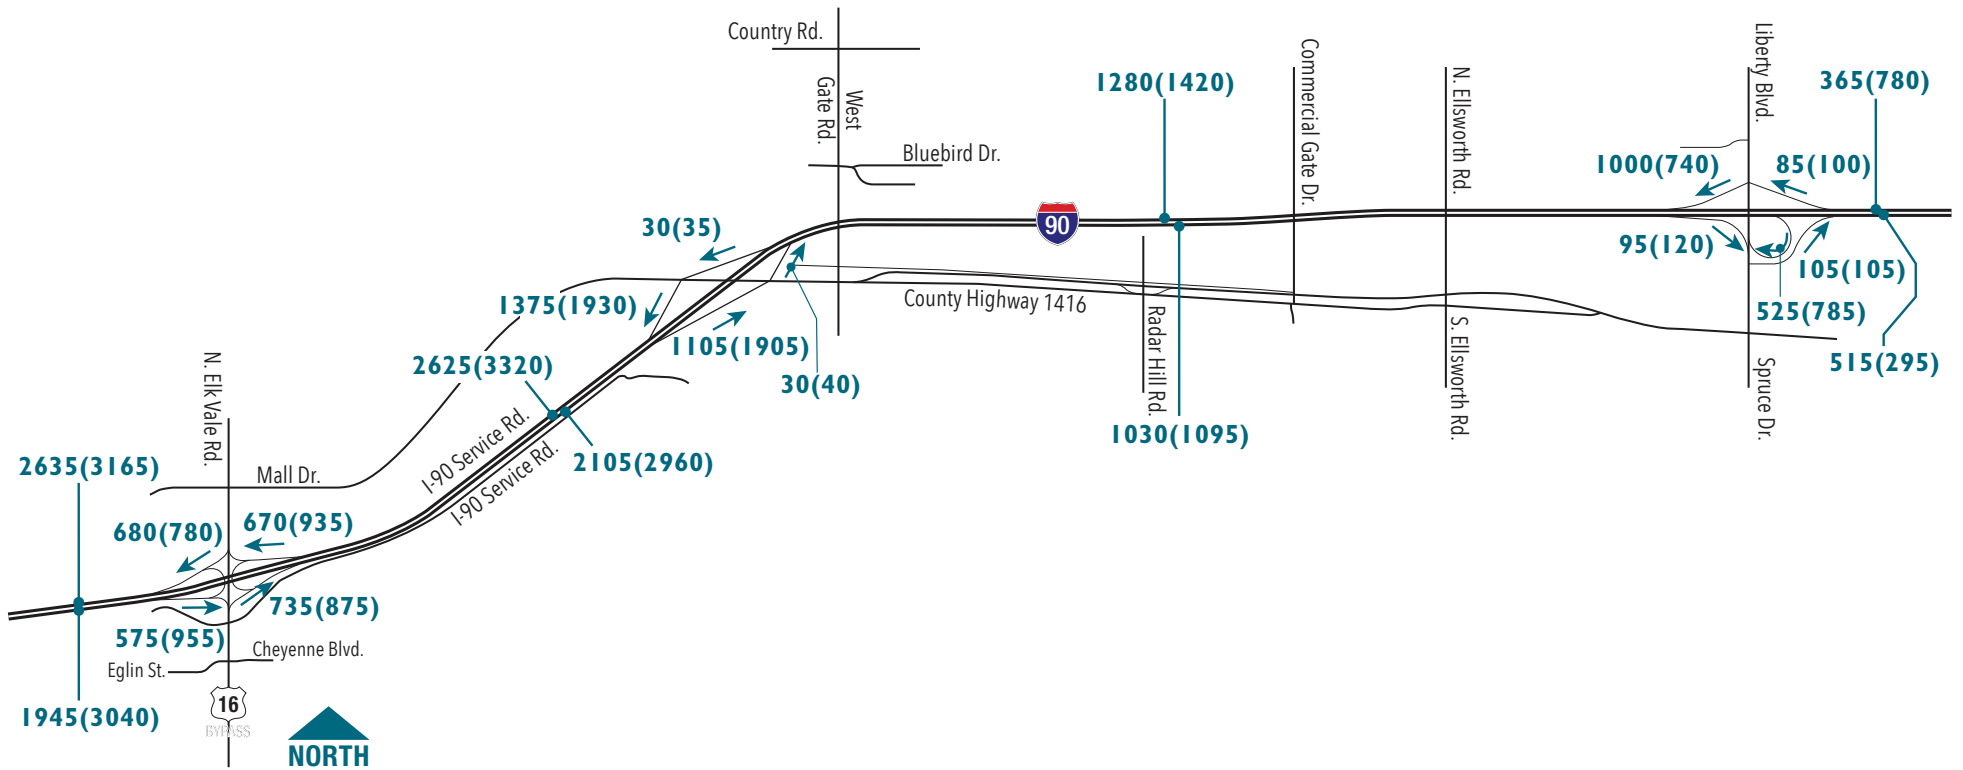 Country Rd.
West
Gate Rd.
Liberty Blvd.
Commercial Gate Dr.
N. Ellsworth Rd.
1280(1420)
365(780)
Bluebird Dr.
1000(740)
85(100)
90
30(35)
95(120)
105(105)
1375(1930)
County Highway 1416
525(785)
Radar Hill Rd.
S. Ellsworth Rd.
Spruce Dr.
1105(1905)
2625(3320)
30(40)
515(295)
N. Elk Vale Rd.
I-90 Service Rd.
I-90 Service Rd.
1030(1095)
2105(2960)
2635(3165)
Mall Dr.
680(780)
670(935)
735(875)
575(955)
Cheyenne Blvd.
Eglin St.
16
BYPASS
1945(3040)
NORTH